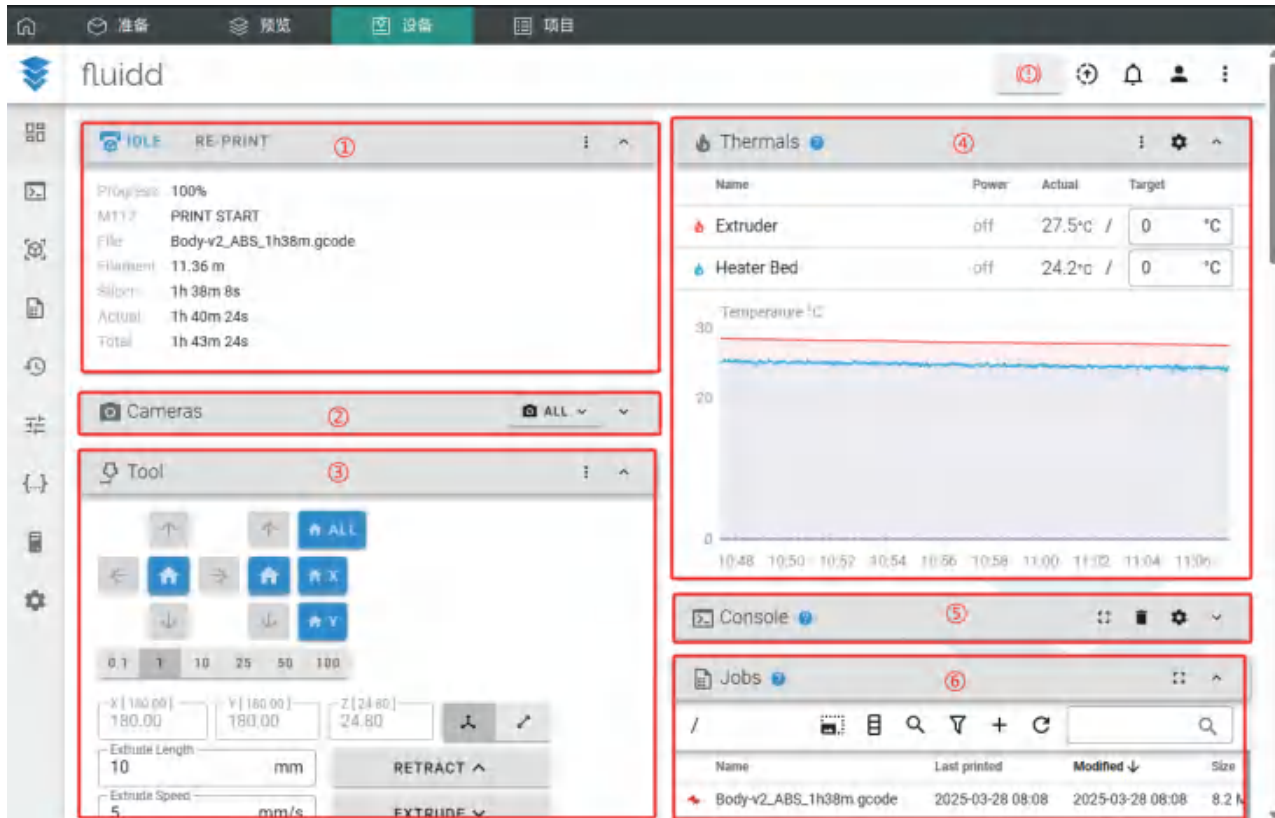 准备 预览 设备 项目
fluidd
IDLE RE-PRINT ①
Progress 100%
M117 PRINT START
File Body-v2_ABS_1h38m.gcode
Filament 11.36 m
Slicer 1h 38m 8s
Actual 1h 40m 24s
Total 1h 43m 24s
Cameras ② ALL
Tool ③
ALL
X
Y
0.1 1 10 25 50 100
X [ 180.00 ] Y [ 180.00 ] Z [ 24.80 ]
180.00 180.00 24.80
Extrude Length
10 mm RETRACT
Extrude Speed
5 mm/s EXTRUDE
Thermals ④
Name Power Actual Target
Extruder off 27.5°C / 0 °C
Heater Bed off 24.2°C / 0 °C
Temperature °C
30
20
0
10:48 10:50 10:52 10:54 10:56 10:58 11:00 11:02 11:04 11:06
Console ⑤
Jobs ⑥
/
Name Last printed Modified ↓ Size
Body-v2_ABS_1h38m.gcode 2025-03-28 08:08 2025-03-28 08:08 8.2 M